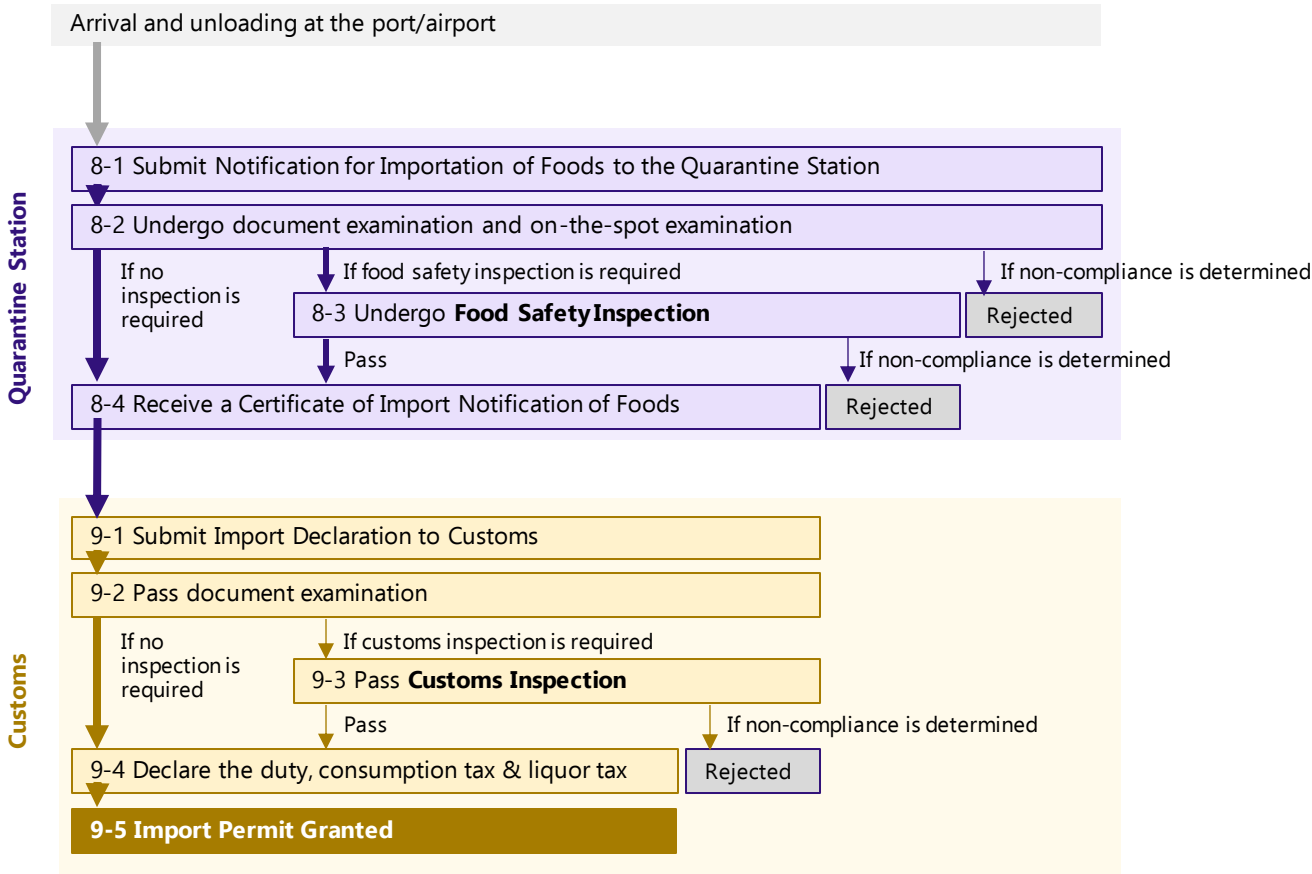 Arrival and unloading at the port/airport
Quarantine Station
8-1 Submit Notification for Importation of Foods to the Quarantine Station
8-2 Undergo document examination and on-the-spot examination
If no
inspection is
required
If food safety inspection is required
If non-compliance is determined
8-3 Undergo Food Safety Inspection
Rejected
Pass
If non-compliance is determined
8-4 Receive a Certificate of Import Notification of Foods
Rejected
Customs
9-1 Submit Import Declaration to Customs
9-2 Pass document examination
If no
inspection is
required
If customs inspection is required
9-3 Pass Customs Inspection
Pass
If non-compliance is determined
9-4 Declare the duty, consumption tax & liquor tax
Rejected
9-5 Import Permit Granted